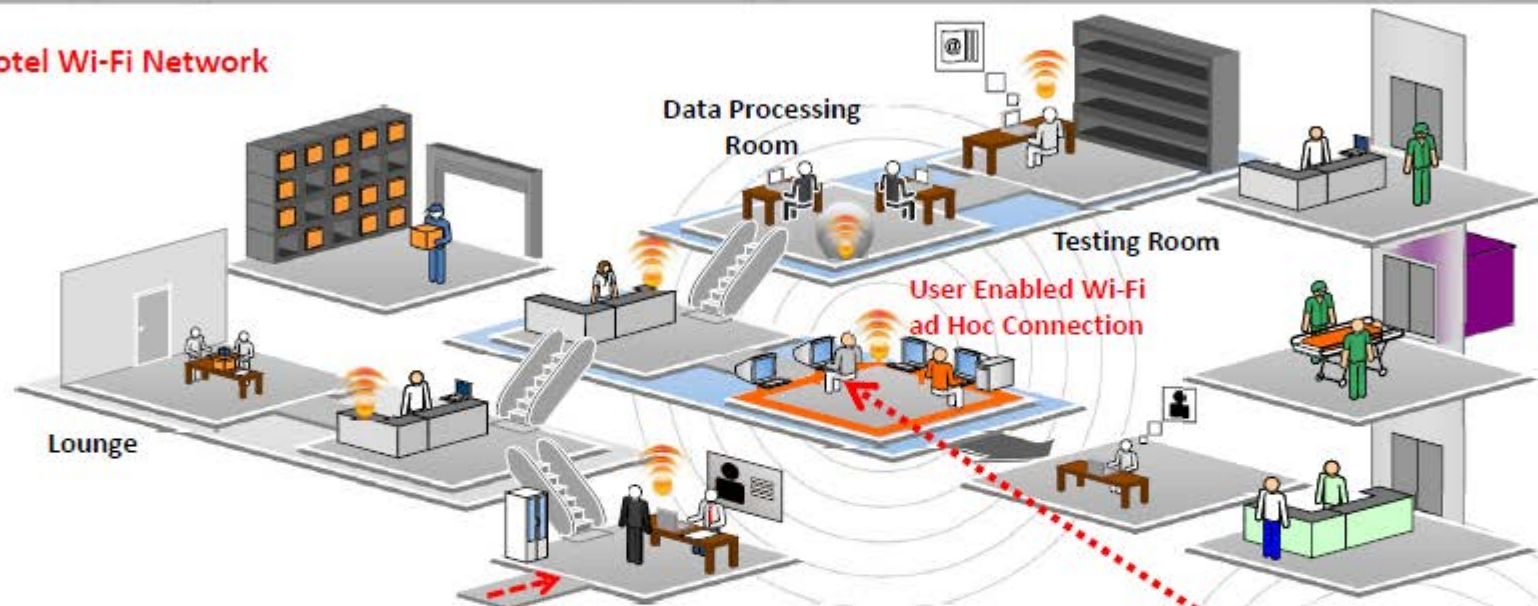 otel Wi-Fi Network
Data Processing
Room
@
Testing Room
User Enabled Wi-Fi
ad Hoc Connection
Lounge